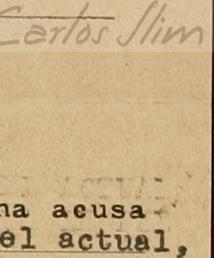 Carlos Slim
na acusa
el actual,